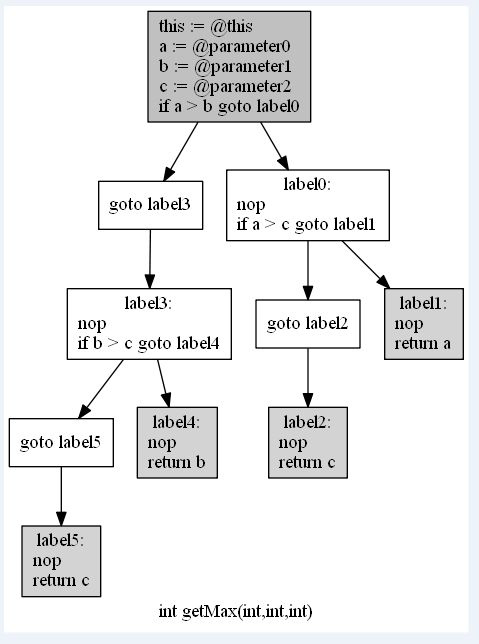 this := @this
a := @parameter0
b := @parameter1
c := @parameter2
if a > b goto label0
goto label3
label0:
nop
if a > c goto label1
label3:
nop
if b > c goto label4
goto label2
label1:
nop
return a
goto label5
label4:
nop
return b
label2:
nop
return c
label5:
nop
return c
int getMax(int,int,int)